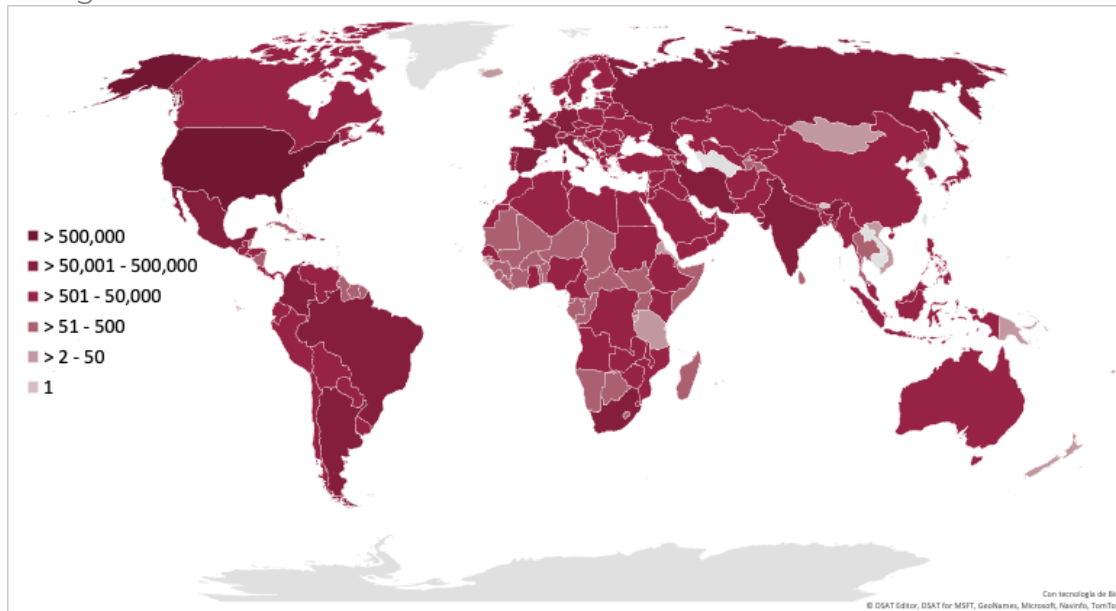 > 500,000
> 50,001 - 500,000
> 501 - 50,000
> 51 - 500
> 2 - 50
1
Con tecnología de
© DSAT Editor, DSAT for MSFT, GeoNames, Microsoft, Navinfo,